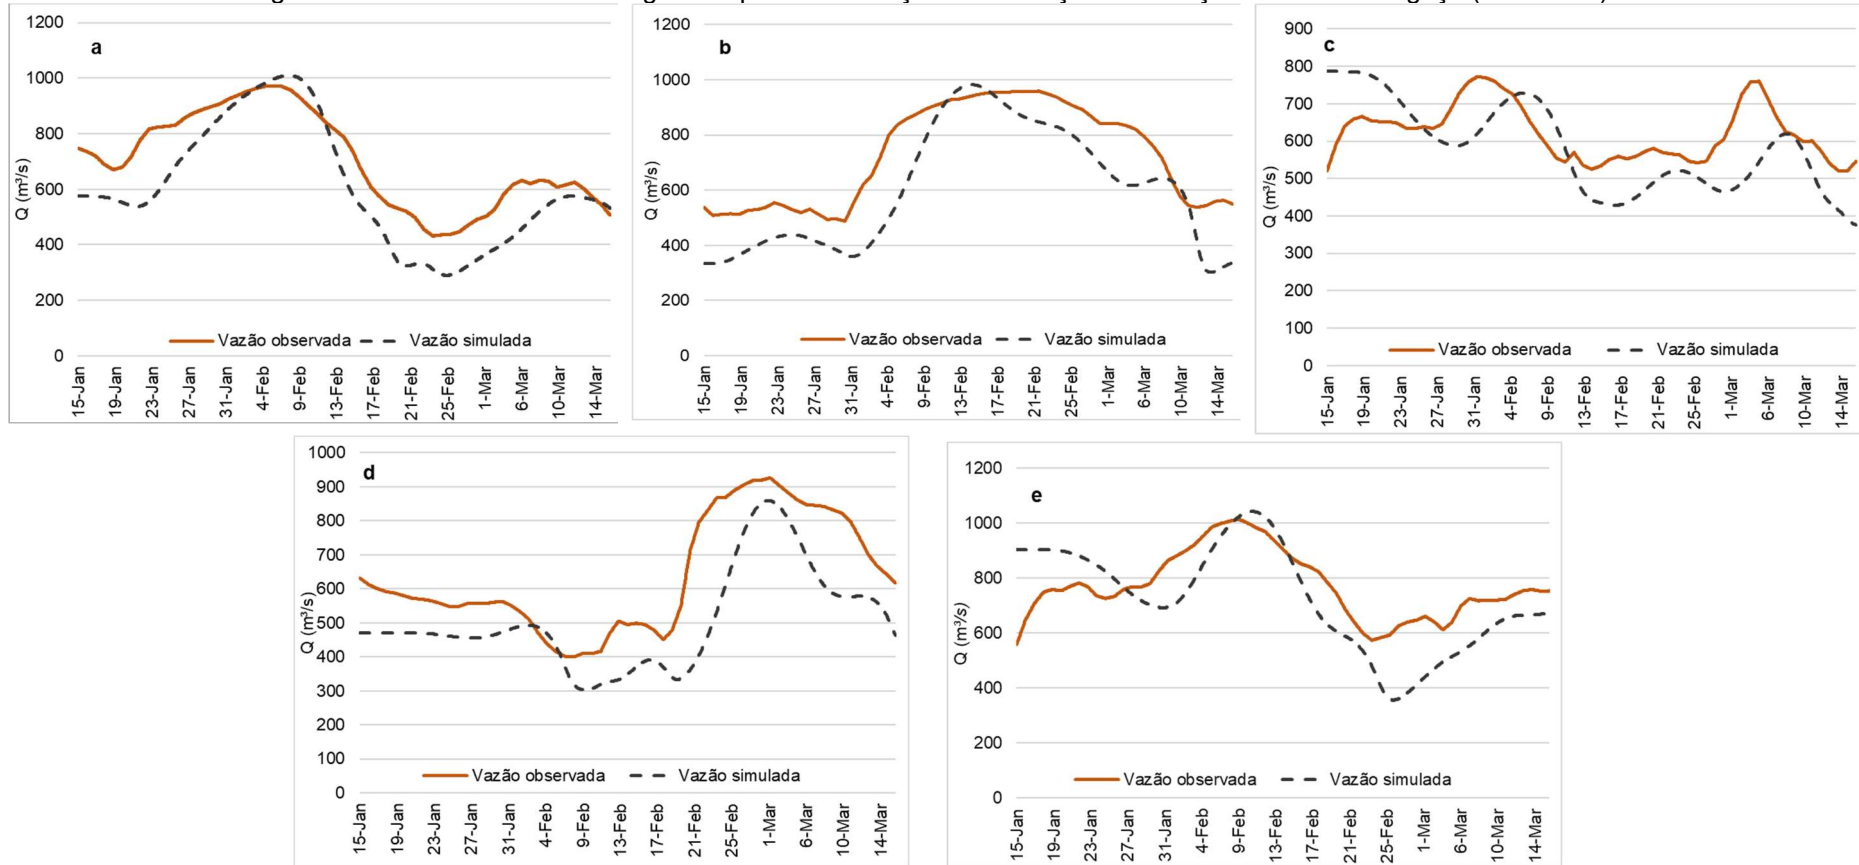 1200
a
1000
800
600
400
200
0
Q (m³/s)
Vazão observada
Vazão simulada
15-Jan
19-Jan
23-Jan
27-Jan
31-Jan
4-Feb
9-Feb
13-Feb
17-Feb
21-Feb
25-Feb
1-Mar
6-Mar
10-Mar
14-Mar
1200
b
1000
800
600
400
200
0
Q (m³/s)
Vazão observada
Vazão simulada
15-Jan
19-Jan
23-Jan
27-Jan
31-Jan
4-Feb
9-Feb
13-Feb
17-Feb
21-Feb
25-Feb
1-Mar
6-Mar
10-Mar
14-Mar
900
c
800
700
600
500
400
300
200
100
0
Q (m³/s)
Vazão observada
Vazão simulada
15-Jan
19-Jan
23-Jan
27-Jan
31-Jan
4-Feb
9-Feb
13-Feb
17-Feb
21-Feb
25-Feb
1-Mar
6-Mar
10-Mar
14-Mar
1000
d
900
800
700
600
500
400
300
200
100
0
Q (m³/s)
Vazão observada
Vazão simulada
15-Jan
19-Jan
23-Jan
27-Jan
31-Jan
4-Feb
9-Feb
13-Feb
17-Feb
21-Feb
25-Feb
1-Mar
6-Mar
10-Mar
14-Mar
1200
e
1000
800
600
400
200
0
Q (m³/s)
Vazão observada
Vazão simulada
15-Jan
19-Jan
23-Jan
27-Jan
31-Jan
4-Feb
9-Feb
13-Feb
17-Feb
21-Feb
25-Feb
1-Mar
6-Mar
10-Mar
14-Mar